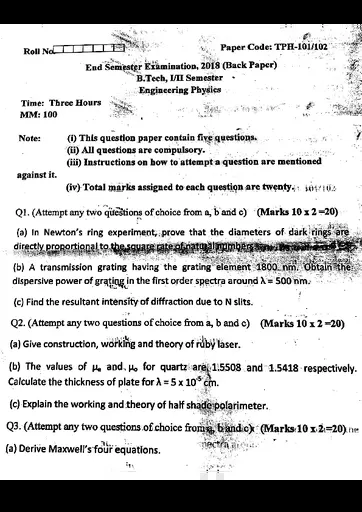 Roll No.
Paper Code: TPH-101/102
End Semester Examination, 2018 (Back Paper)
B.Tech, I/II Semester
Engineering Physics
Time: Three Hours
MM: 100
Note: (i) This question paper contain five questions.
(ii) All questions are compulsory.
(iii) Instructions on how to attempt a question are mentioned
against it.
(iv) Total marks assigned to each question are twenty.
Q1. (Attempt any two questions of choice from a, b and c) (Marks 10 x 2 =20)
(a) In Newton's ring experiment, prove that the diameters of dark rings are
directly proportional to the square rate of natural numbers
(b) A transmission grating having the grating element 1800 nm. Obtain the
dispersive power of grating in the first order spectra around λ = 500 nm.
(c) Find the resultant intensity of diffraction due to N slits.
Q2. (Attempt any two questions of choice from a, b and c) (Marks 10 x 2 =20)
(a) Give construction, working and theory of ruby laser.
(b) The values of μe and μo for quartz are 1.5508 and 1.5418 respectively.
Calculate the thickness of plate for λ = 5 x 10⁻⁵ cm.
(c) Explain the working and theory of half shade polarimeter.
Q3. (Attempt any two questions of choice from a, b and c) (Marks 10 x 2 =20)
(a) Derive Maxwell's four equations.